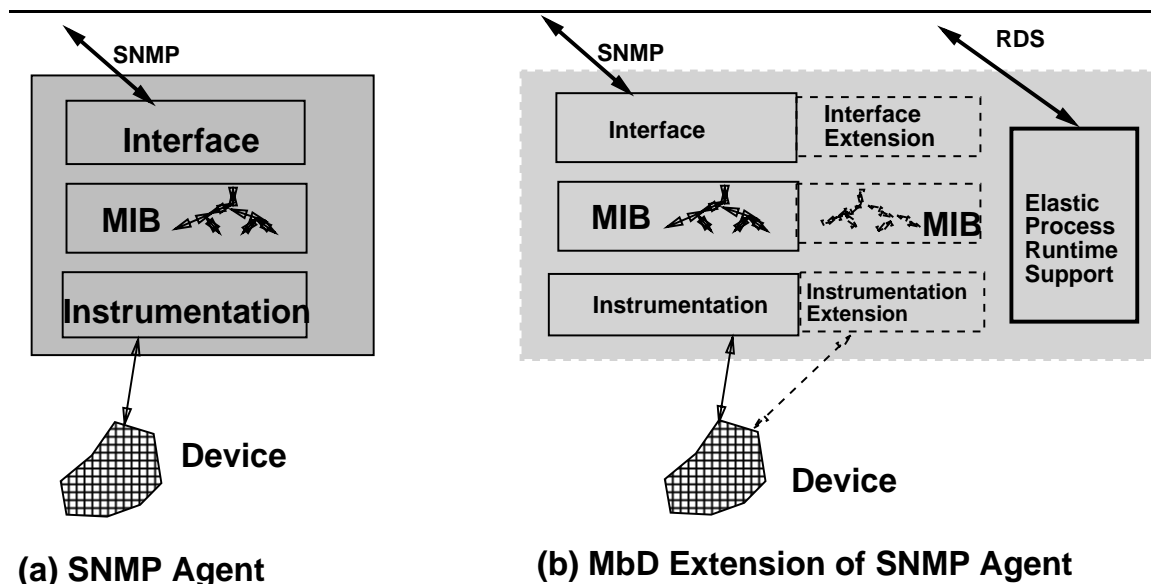 SNMP
Interface
MIB
Instrumentation
Device
(a) SNMP Agent
SNMP
RDS
Interface
Interface
Extension
MIB
MIB
Instrumentation
Instrumentation
Extension
Elastic
Process
Runtime
Support
Device
(b) MbD Extension of SNMP Agent